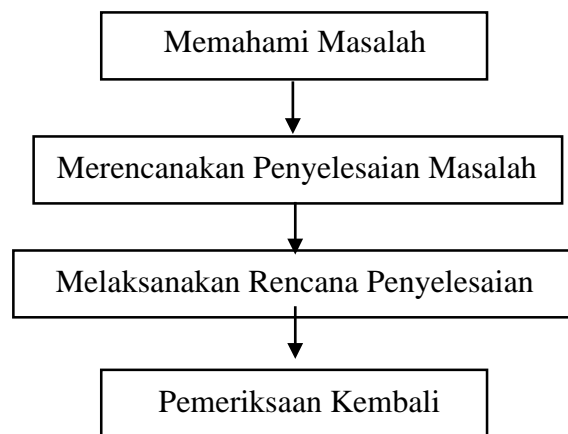 Memahami Masalah
Merencanakan Penyelesaian Masalah
Melaksanakan Rencana Penyelesaian
Pemeriksaan Kembali